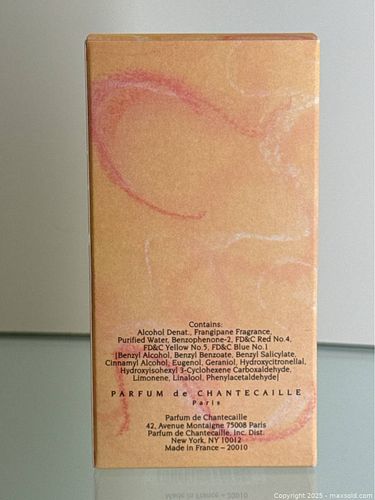 Contains:
Alcohol Denat., Frangipane Fragrance,
Purified Water, Benzophenone-2, FD&C Red No.4,
FD&C Yellow No.5, FD&C Blue No.1
[Benzyl Alcohol, Benzyl Benzoate, Benzyl Salicylate,
Cinnamyl Alcohol, Eugenol, Geraniol, Hydroxycitronellal,
Hydroxyisohexyl 3-Cyclohexene Carboxaldehyde,
Limonene, Linalool, Phenylacetaldehyde]
PARFUM de CHANTECAILLE
Paris
Parfum de Chantecaille
42, Avenue Montaigne 75008 Paris
Parfum de Chantecaille, Inc. Dist.
New York, NY 10012
Made in France – 20010
Copyright 2025 - maxsold.com